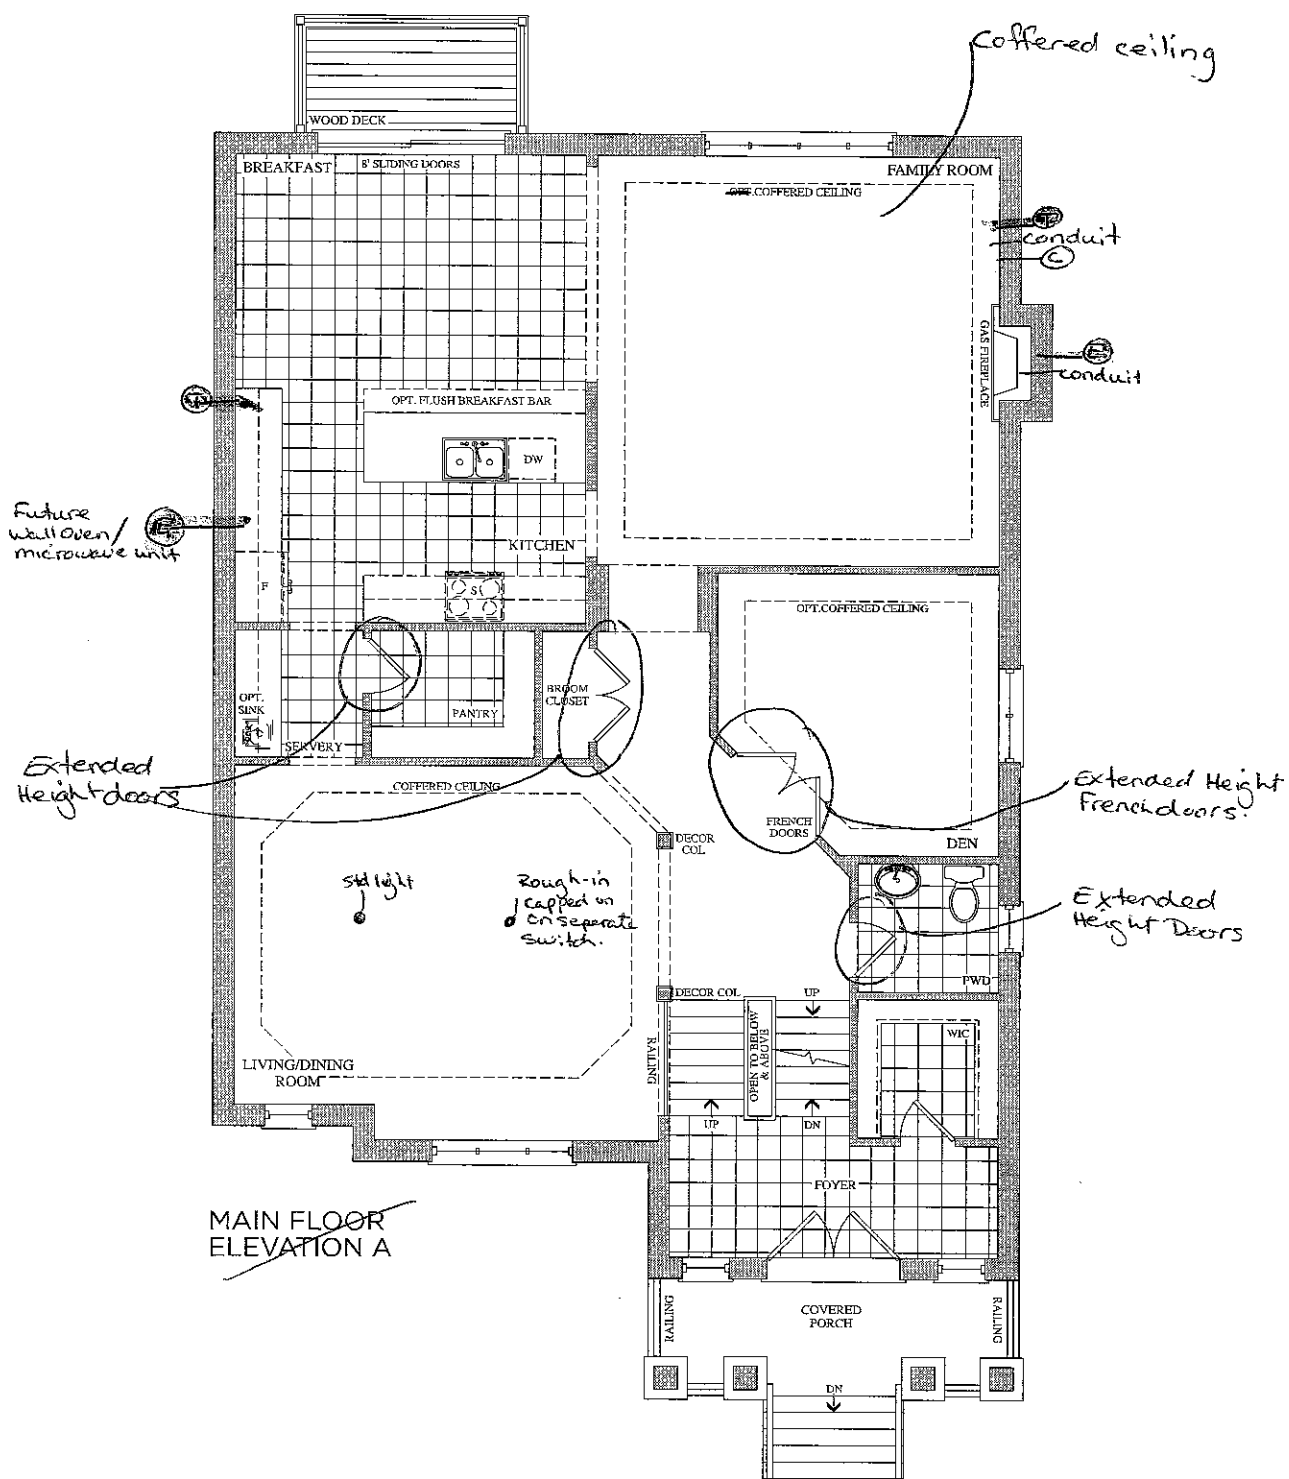 Coffered ceiling
WOOD DECK
BREAKFAST
8' SLIDING DOORS
FAMILY ROOM
OPT.COFFERED CEILING
conduit
C
GAS FIREPLACE
conduit
OPT. FLUSH BREAKFAST BAR
DW
Future
Wall Oven/
microwave unit
KITCHEN
F
S
OPT.COFFERED CEILING
BROOM
CLOSET
OPT.
SINK
PANTRY
SERVERY
Extended
Height doors
COFFERED CEILING
FRENCH
DOORS
Extended Height
French doors.
DECOR
COL
DEN
std light
Rough-in
capped on
on separate
switch.
Extended
Height Doors
PWD
DECOR COL
UP
WIC
RAILING
OPEN TO BELOW
& ABOVE
LIVING/DINING
ROOM
UP
DN
FOYER
MAIN FLOOR
ELEVATION A
RAILING
COVERED
PORCH
RAILING
DN